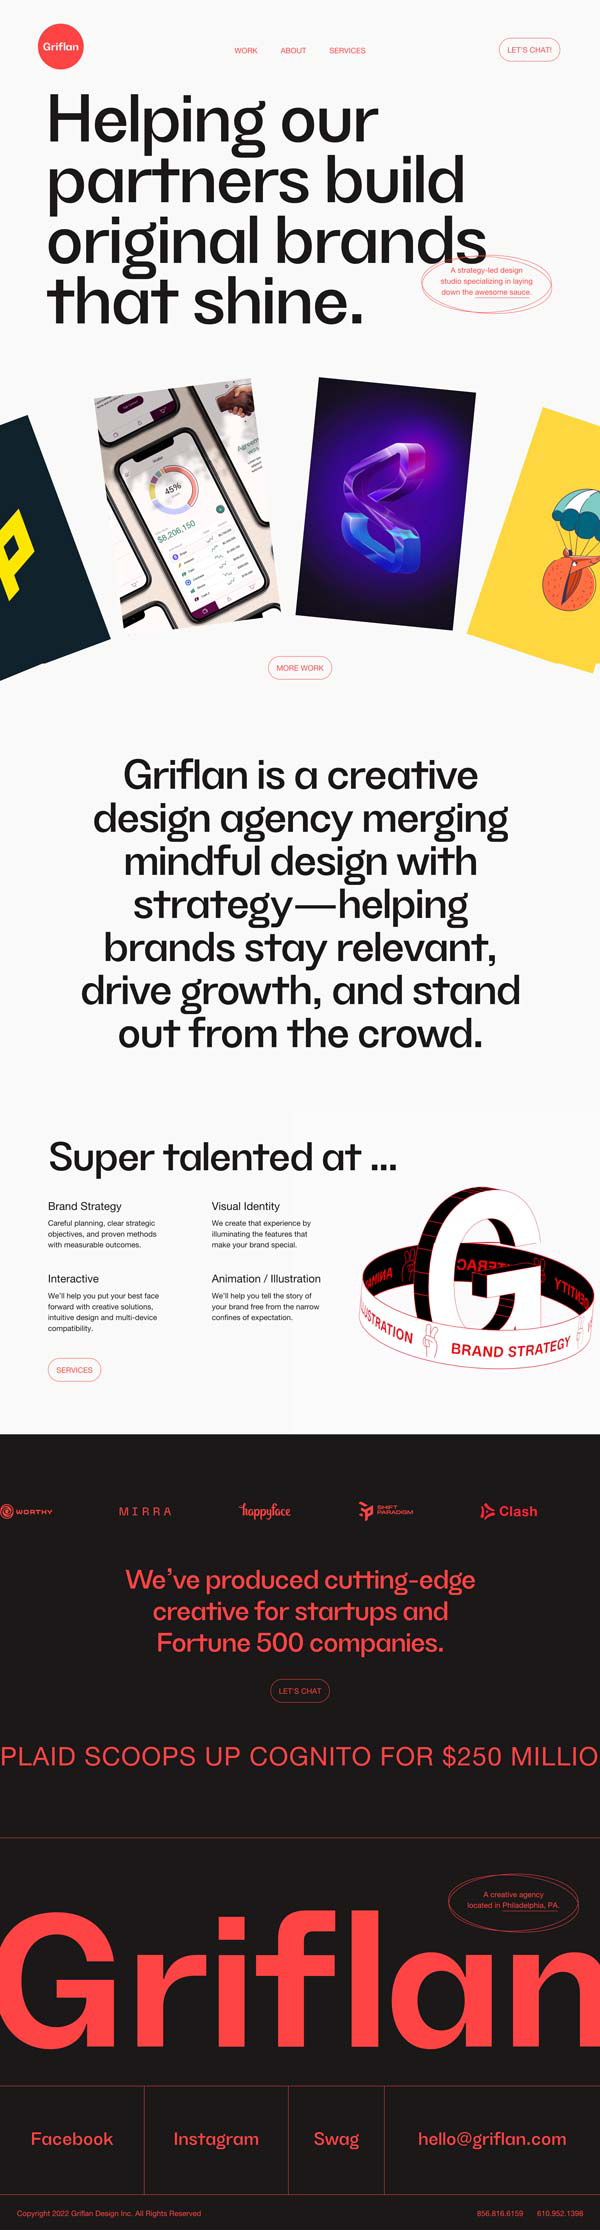 Griflan
WORK ABOUT SERVICES
LET'S CHAT!
Helping our
partners build
original brands
that shine.
A strategy-led design
studio specializing in laying
down the awesome sauce.
45%
$8,206,150
MORE WORK
Griflan is a creative
design agency merging
mindful design with
strategy—helping
brands stay relevant,
drive growth, and stand
out from the crowd.
Super talented at ...
Brand Strategy
Careful planning, clear strategic
objectives, and proven methods
with measurable outcomes.
Visual Identity
We create that experience by
illuminating the features that
make your brand special.
Interactive
We'll help you put your best face
forward with creative solutions,
intuitive design and multi-device
compatibility.
Animation / Illustration
We'll help you tell the story of
your brand free from the narrow
confines of expectation.
SERVICES
LUSTRATION BRAND STRATEGY
WORTHY
MIRRA
happyface
SHIFT
PARADIGM
Clash
We've produced cutting-edge
creative for startups and
Fortune 500 companies.
LET'S CHAT
PLAID SCOOPS UP COGNITO FOR $250 MILLIO
A creative agency
located in Philadelphia, PA.
Griflan
Facebook
Instagram
Swag
hello@griflan.com
Copyright 2022 Griflan Design Inc. All Rights Reserved
856.816.6159 610.952.1398